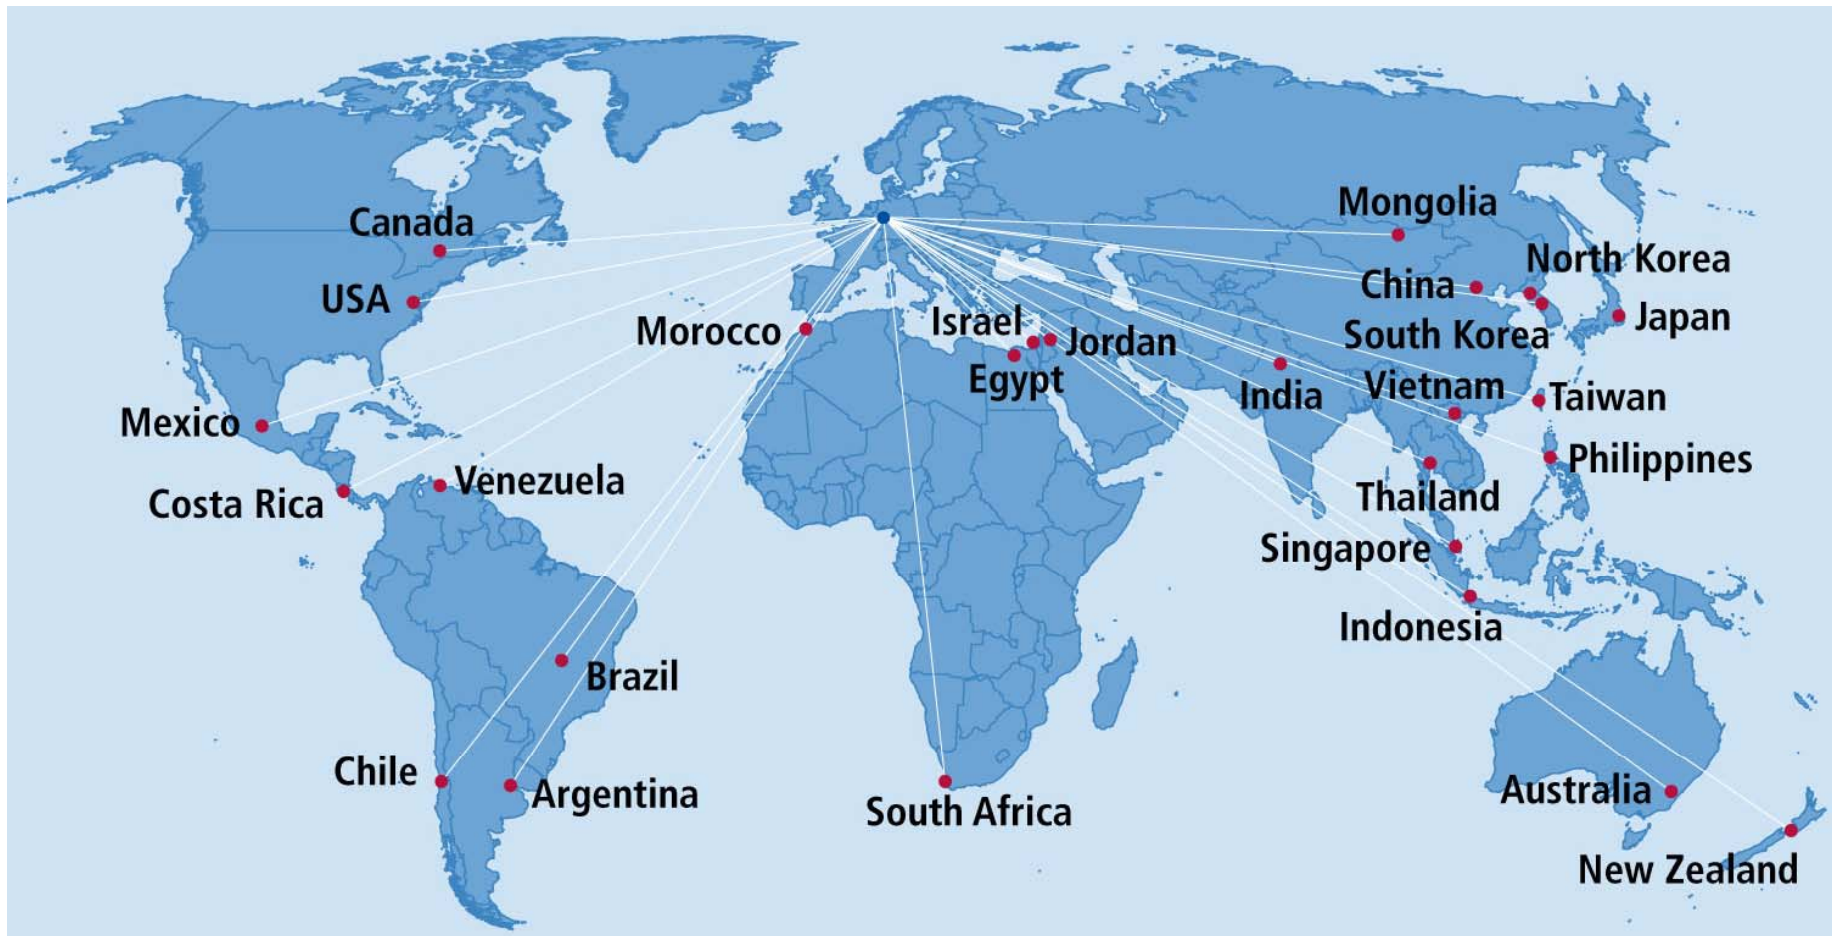 Mongolia
Canada
North Korea
China
USA
Japan
Israel
Morocco
South Korea
Jordan
Egypt
Vietnam
India
Taiwan
Mexico
Philippines
Venezuela
Thailand
Costa Rica
Singapore
Indonesia
Brazil
Chile
Australia
Argentina
South Africa
New Zealand